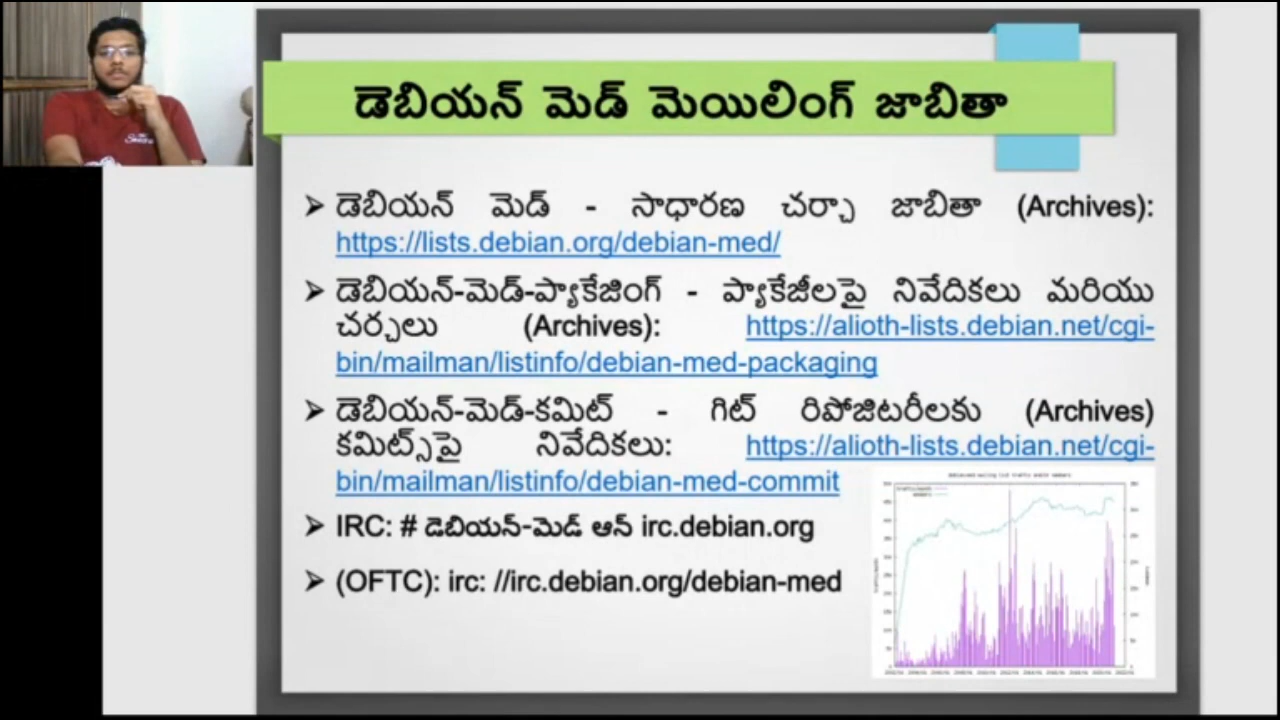 డెబియన్ మెడ్ మెయిలింగ్ జాబితా
డెబియన్ మెడ్ - సాధారణ చర్చా జాబితా (Archives):
https://lists.debian.org/debian-med/
డెబియన్-మెడ్-ప్యాకేజింగ్ - ప్యాకేజీలపై నివేదికలు మరియు
చర్చలు (Archives): https://alioth-lists.debian.net/cgi-
bin/mailman/listinfo/debian-med-packaging
డెబియన్-మెడ్-కమిట్ - గిట్ రిపోజిటరీలకు (Archives)
కమిట్స్‌పై నివేదికలు: https://alioth-lists.debian.net/cgi-
bin/mailman/listinfo/debian-med-commit
IRC: # డెబియన్-మెడ్ ఆన్ irc.debian.org
(OFTC): irc: //irc.debian.org/debian-med